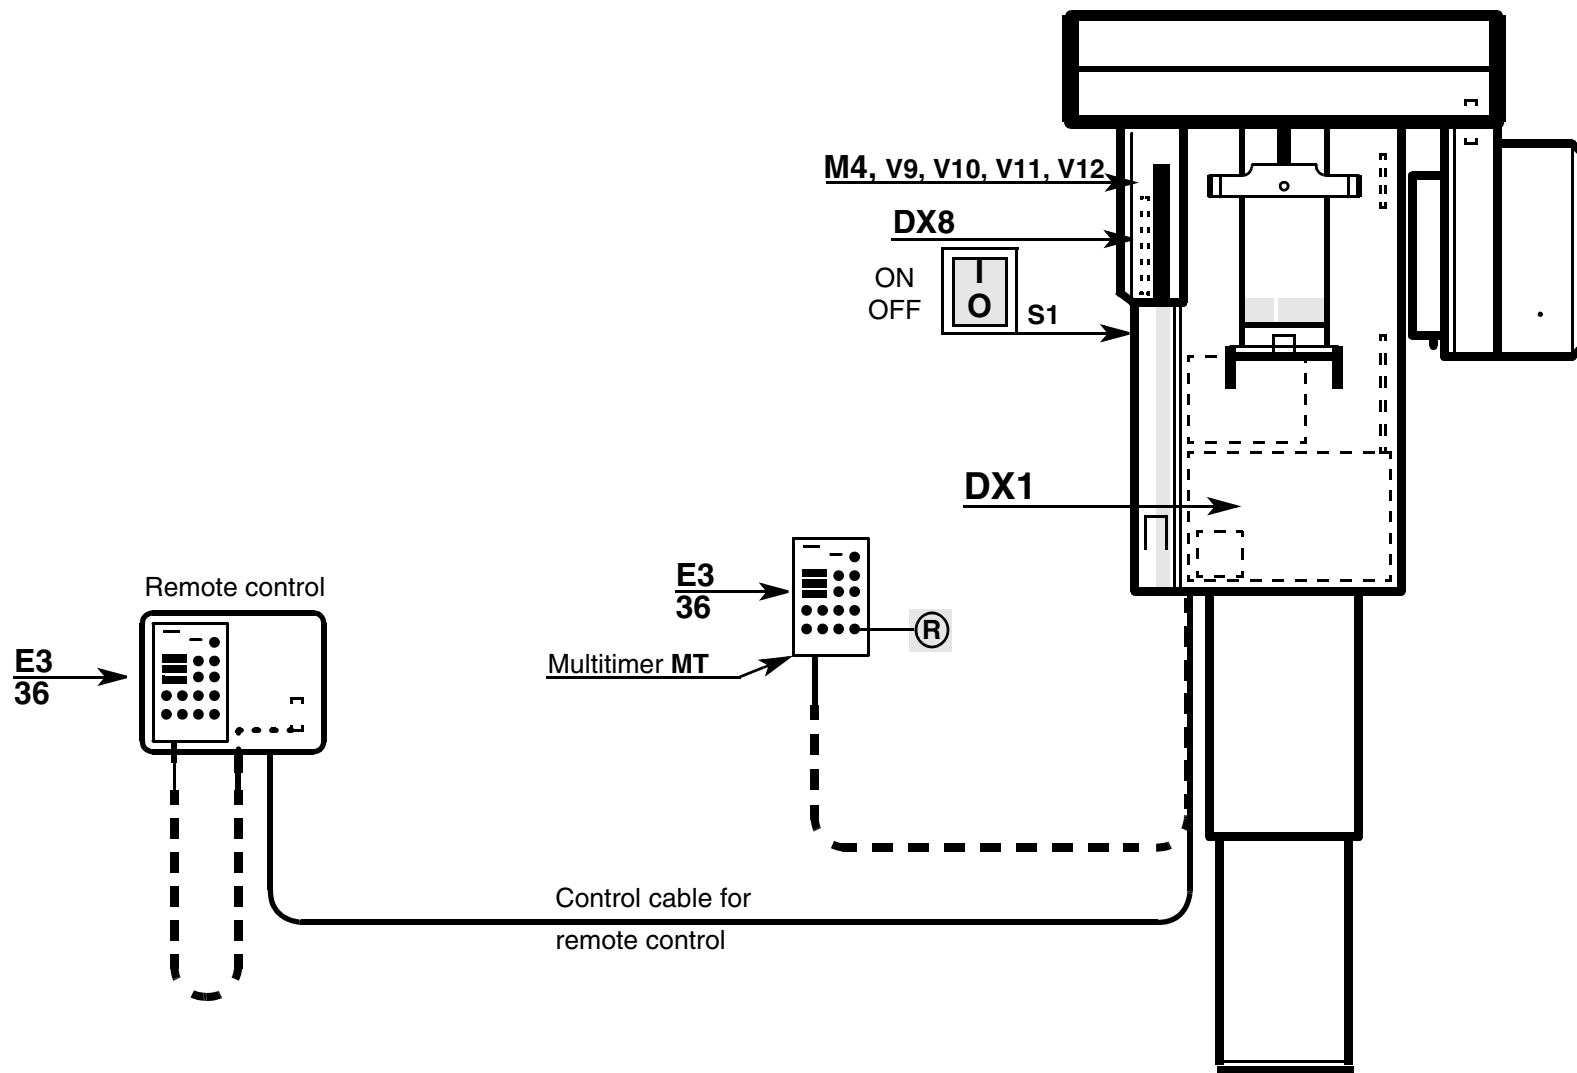 M4, V9, V10, V11, V12
DX8
ON
OFF
I
O
S1
DX1
E3
36
R
Multitimer MT
Remote control
E3
36
Control cable for
remote control